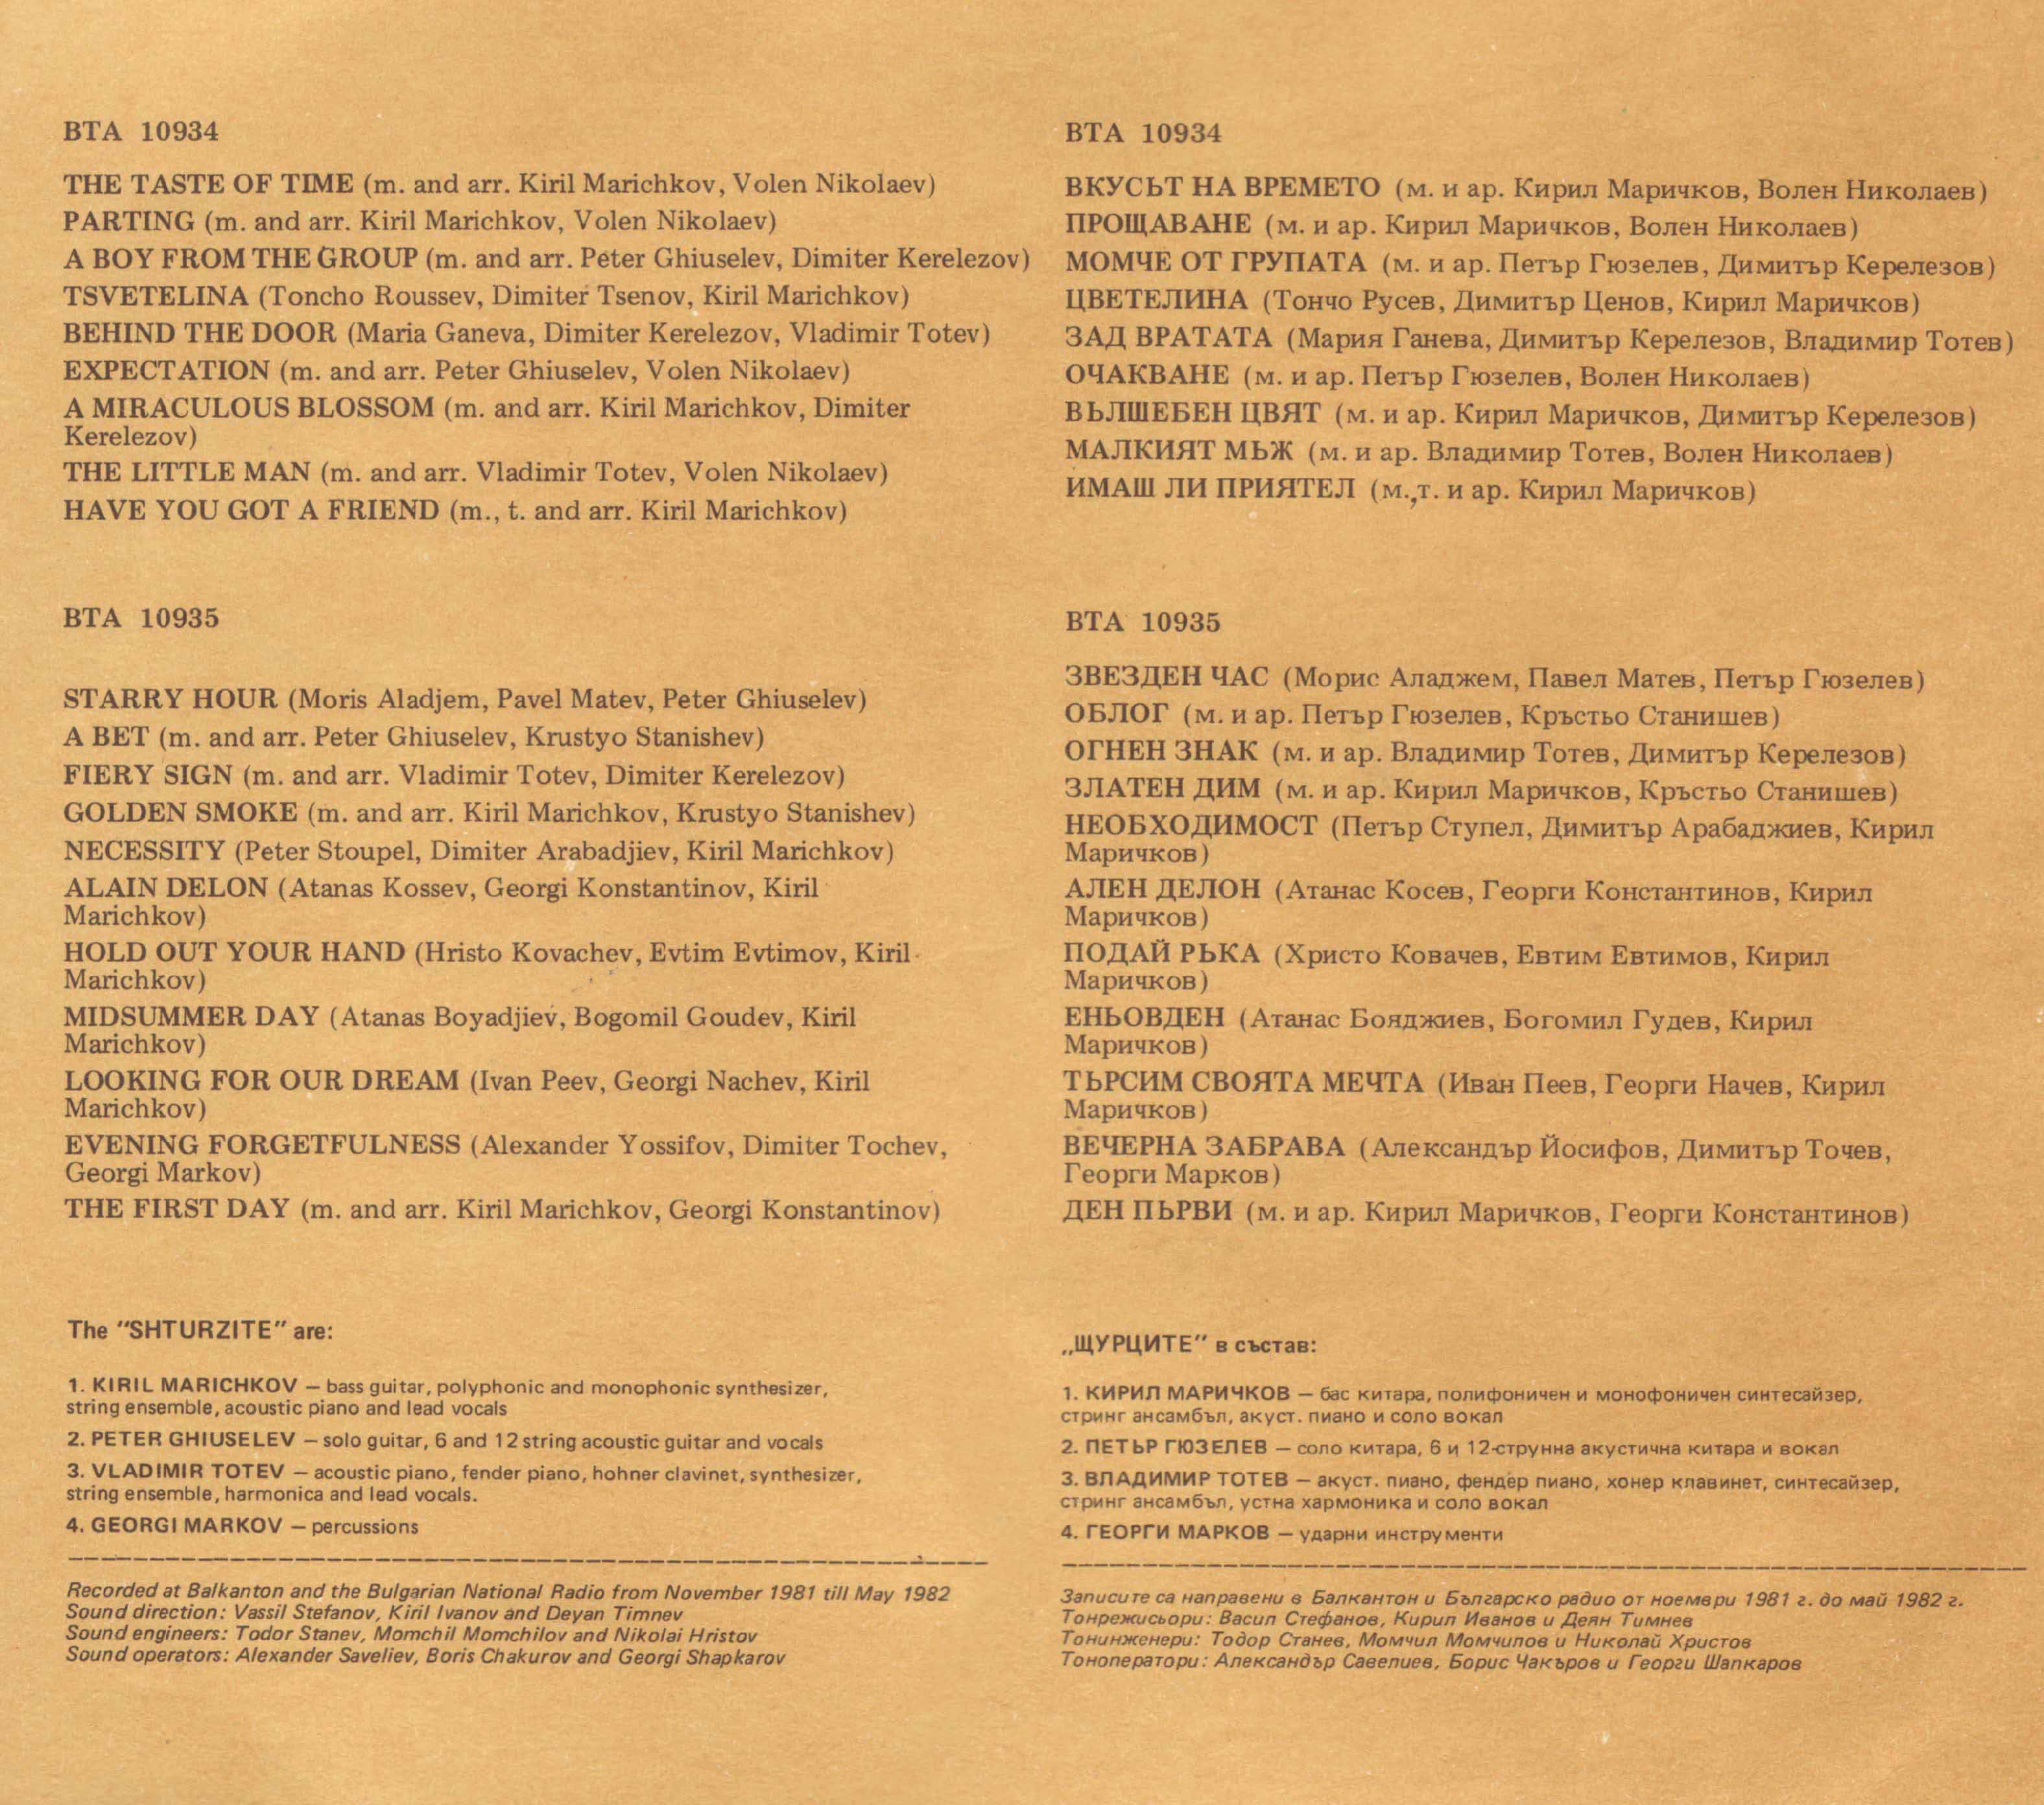 BTA 10934
THE TASTE OF TIME (m. and arr. Kiril Marichkov, Volen Nikolaev)
PARTING (m. and arr. Kiril Marichkov, Volen Nikolaev)
A BOY FROM THE GROUP (m. and arr. Peter Ghiuselev, Dimiter Kerelezov)
TSVETELINA (Toncho Roussev, Dimiter Tsenov, Kiril Marichkov)
BEHIND THE DOOR (Maria Ganeva, Dimiter Kerelezov, Vladimir Totev)
EXPECTATION (m. and arr. Peter Ghiuselev, Volen Nikolaev)
A MIRACULOUS BLOSSOM (m. and arr. Kiril Marichkov, Dimiter
Kerelezov)
THE LITTLE MAN (m. and arr. Vladimir Totev, Volen Nikolaev)
HAVE YOU GOT A FRIEND (m., t. and arr. Kiril Marichkov)
BTA 10935
STARRY HOUR (Moris Aladjem, Pavel Matev, Peter Ghiuselev)
A BET (m. and arr. Peter Ghiuselev, Krustyo Stanishev)
FIERY SIGN (m. and arr. Vladimir Totev, Dimiter Kerelezov)
GOLDEN SMOKE (m. and arr. Kiril Marichkov, Krustyo Stanishev)
NECESSITY (Peter Stoupel, Dimiter Arabadjiev, Kiril Marichkov)
ALAIN DELON (Atanas Kossev, Georgi Konstantinov, Kiril
Marichkov)
HOLD OUT YOUR HAND (Hristo Kovachev, Evtim Evtimov, Kiril
Marichkov)
MIDSUMMER DAY (Atanas Boyadjiev, Bogomil Goudev, Kiril
Marichkov)
LOOKING FOR OUR DREAM (Ivan Peev, Georgi Nachev, Kiril
Marichkov)
EVENING FORGETFULNESS (Alexander Yossifov, Dimiter Tochev,
Georgi Markov)
THE FIRST DAY (m. and arr. Kiril Marichkov, Georgi Konstantinov)
The "SHTURZITE" are:
1. KIRIL MARICHKOV — bass guitar, polyphonic and monophonic synthesizer,
string ensemble, acoustic piano and lead vocals
2. PETER GHIUSELEV — solo guitar, 6 and 12 string acoustic guitar and vocals
3. VLADIMIR TOTEV — acoustic piano, fender piano, hohner clavinet, synthesizer,
string ensemble, harmonica and lead vocals.
4. GEORGI MARKOV — percussions
Recorded at Balkanton and the Bulgarian National Radio from November 1981 till May 1982
Sound direction: Vassil Stefanov, Kiril Ivanov and Deyan Timnev
Sound engineers: Todor Stanev, Momchil Momchilov and Nikolai Hristov
Sound operators: Alexander Saveliev, Boris Chakurov and Georgi Shapkarov
ВТА 10934
ВКУСЬТ НА ВРЕМЕТО (м. и ар. Кирил Маричков, Волен Николаев)
ПРОЩАВАНЕ (м. и ар. Кирил Маричков, Волен Николаев)
МОМЧЕ ОТ ГРУПАТА (м. и ар. Петър Гюзелев, Димитър Керелезов)
ЦВЕТЕЛИНА (Тончо Русев, Димитър Ценов, Кирил Маричков)
ЗАД ВРАТАТА (Мария Ганева, Димитър Керелезов, Владимир Тотев)
ОЧАКВАНЕ (м. и ар. Петър Гюзелев, Волен Николаев)
ВЬЛШЕБЕН ЦВЯТ (м. и ар. Кирил Маричков, Димитър Керелезов)
МАЛКИЯТ МЬЖ (м. и ар. Владимир Тотев, Волен Николаев)
ИМАШ ЛИ ПРИЯТЕЛ (м.,т. и ар. Кирил Маричков)
ВТА 10935
ЗВЕЗДЕН ЧАС (Морис Аладжем, Павел Матев, Петър Гюзелев)
ОБЛОГ (м. и ар. Петър Гюзелев, Кръстьо Станишев)
ОГНЕН ЗНАК (м. и ар. Владимир Тотев, Димитър Керелезов)
ЗЛАТЕН ДИМ (м. и ар. Кирил Маричков, Кръстьо Станишев)
НЕОБХОДИМОСТ (Петър Ступел, Димитър Арабаджиев, Кирил
Маричков)
АЛЕН ДЕЛОН (Атанас Косев, Георги Константинов, Кирил
Маричков)
ПОДАЙ РЬКА (Христо Ковачев, Евтим Евтимов, Кирил
Маричков)
ЕНЬОВДЕН (Атанас Бояджиев, Богомил Гудев, Кирил
Маричков)
ТЬРСИМ СВОЯТА МЕЧТА (Иван Пеев, Георги Начев, Кирил
Маричков)
ВЕЧЕРНА ЗАБРАВА (Александър Йосифов, Димитър Точев,
Георги Марков)
ДЕН ПЬРВИ (м. и ар. Кирил Маричков, Георги Константинов)
„ЩУРЦИТЕ" в състав:
1. КИРИЛ МАРИЧКОВ — бас китара, полифоничен и монофоничен синтесайзер,
стринг ансамбъл, акуст. пиано и соло вокал
2. ПЕТЬР ГЮЗЕЛЕВ — соло китара, 6 и 12-струнна акустична китара и вокал
3. ВЛАДИМИР ТОТЕВ — акуст. пиано, фендер пиано, хонер клавинет, синтесайзер,
стринг ансамбъл, устна хармоника и соло вокал
4. ГЕОРГИ МАРКОВ — ударни инструменти
Записите са направени в Балкантон и Българско радио от ноември 1981 г. до май 1982 г.
Тонрежисьори: Васил Стефанов, Кирил Иванов и Деян Тимнев
Тонинженери: Тодор Станев, Момчил Момчилов и Николай Христов
Тоноператори: Александър Савелиев, Борис Чакъров и Георги Шапкаров